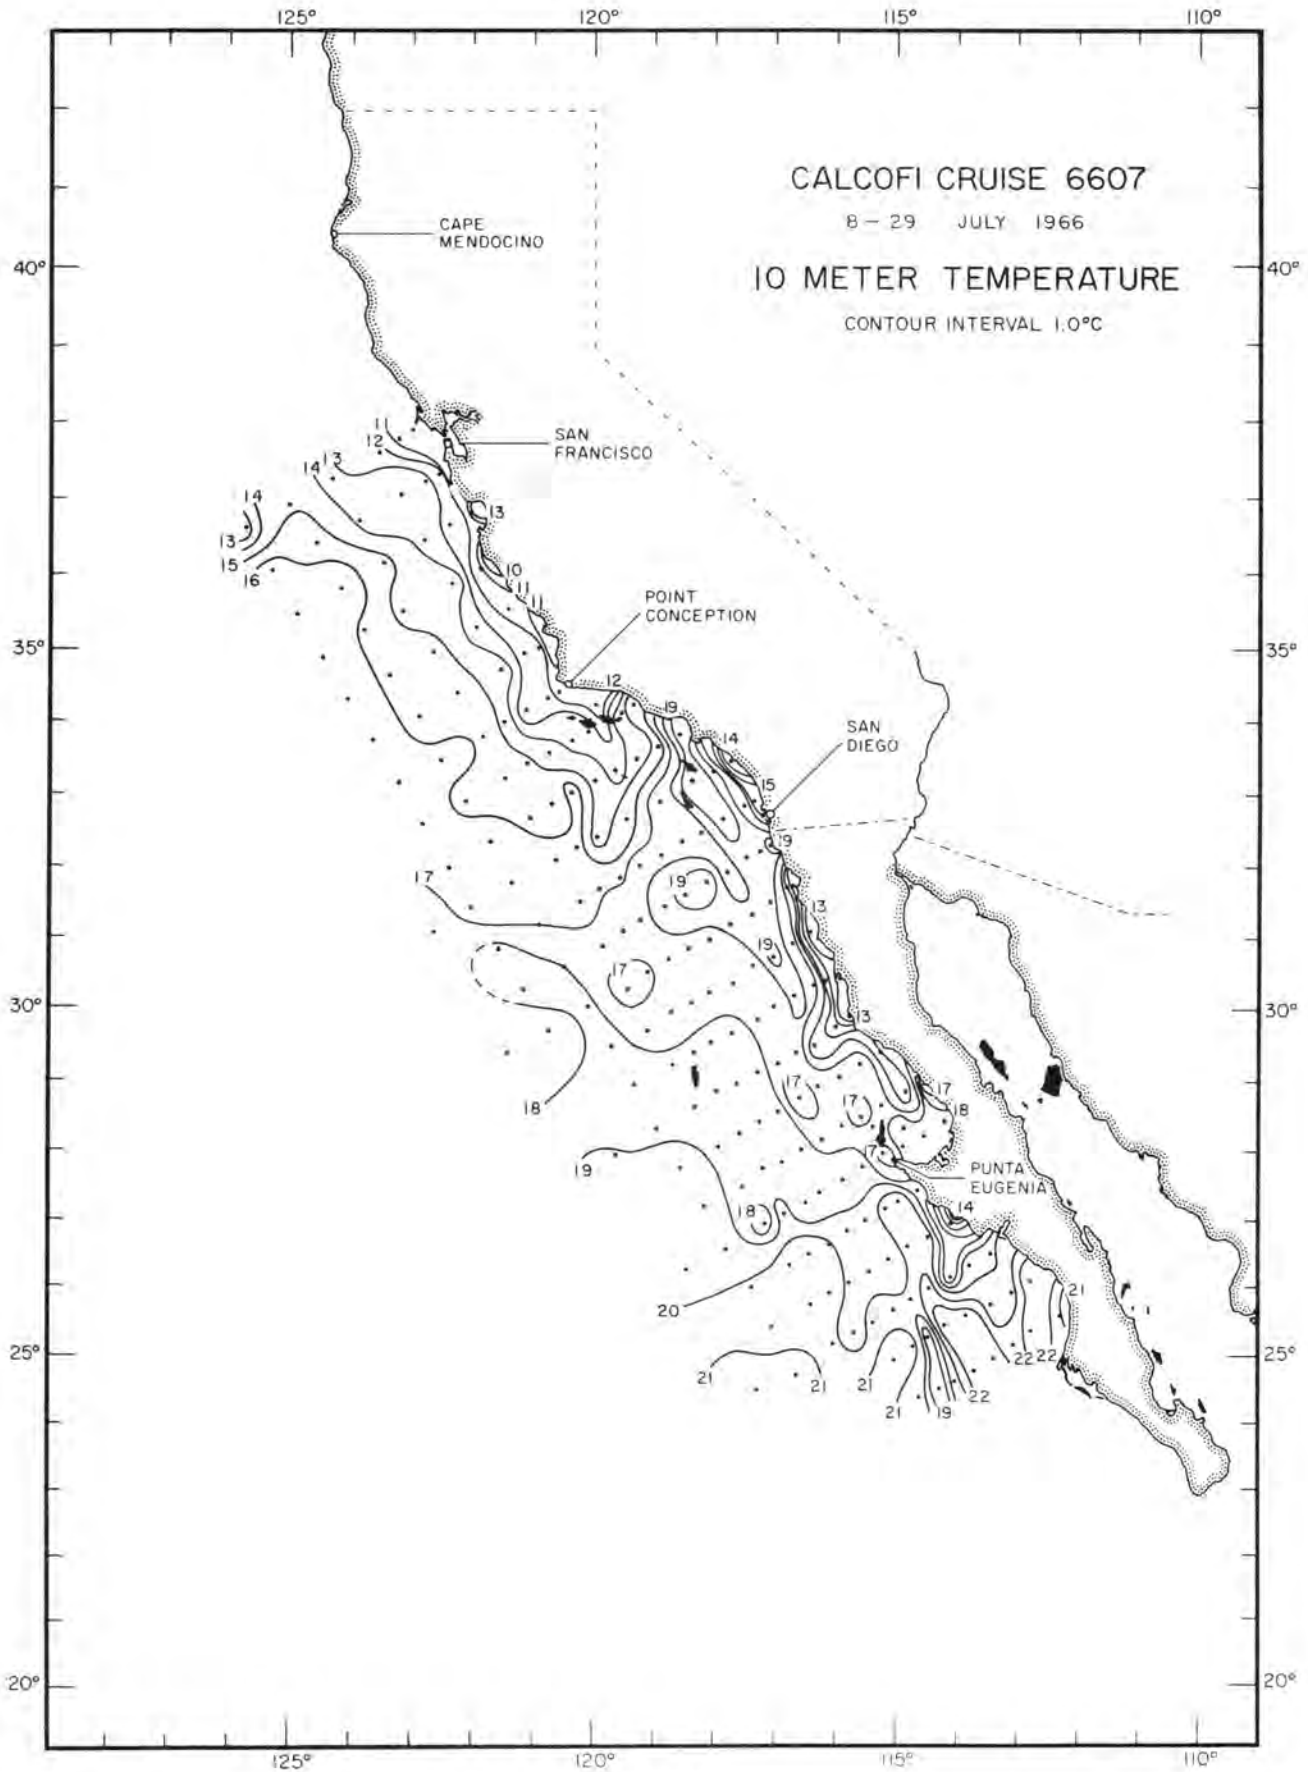 125° 120° 115° 110°
CALCOFI CRUISE 6607
8 – 29 JULY 1966
10 METER TEMPERATURE
CONTOUR INTERVAL 1.0°C
CAPE
MENDOCINO
40° 40°
SAN
FRANCISCO
11
12
13
14
14
13
15
16
13
10
11
11
POINT
CONCEPTION
35° 35°
12
19
14
SAN
DIEGO
15
19
17
19
13
19
17
30° 30°
13
17
17
17
18
18
19
17
PUNTA
EUGENIA
18
14
20
21
25° 25°
22
22
21
21
21
22
21
19
20° 20°
125° 120° 115° 110°